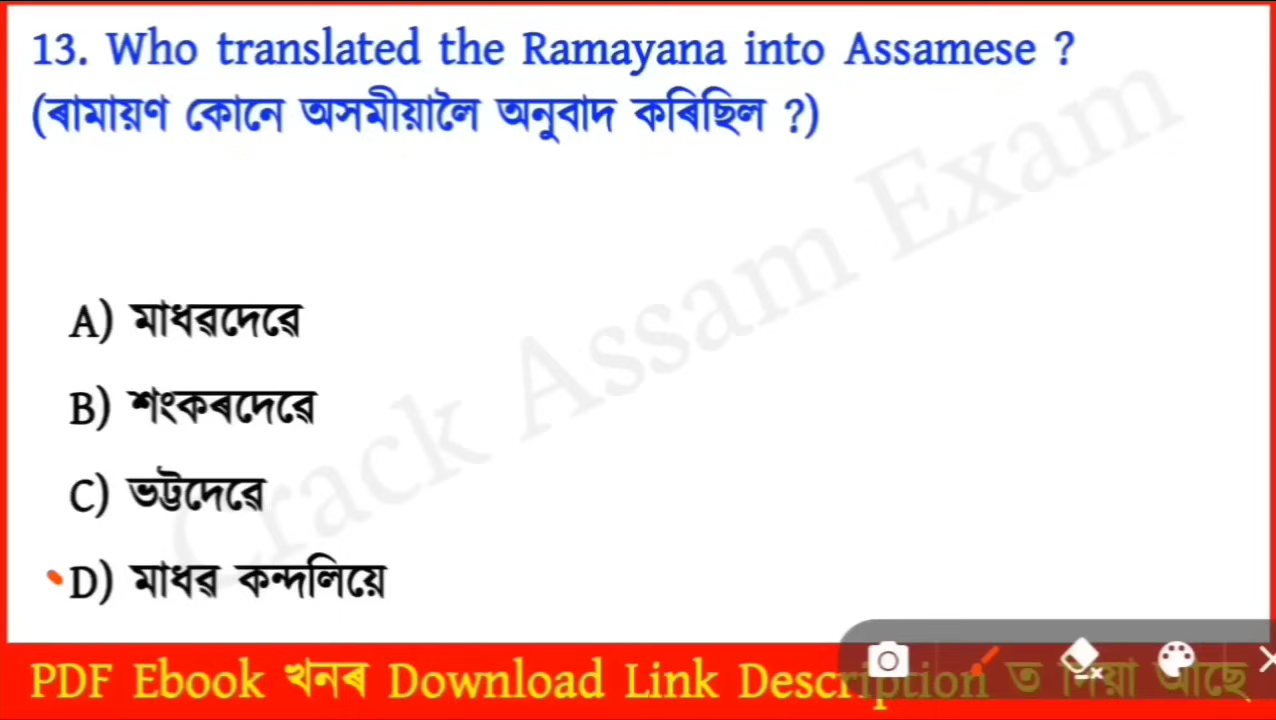 13. Who translated the Ramayana into Assamese ?
(ৰামায়ণ কোনে অসমীয়ালৈ অনুবাদ কৰিছিল ?)
A) মাধৱদেৱে
B) শংকৰদেৱে
C) ভট্টদেৱে
D) মাধৱ কন্দলিয়ে
Crack Assam Exam
PDF Ebook খনৰ Download Link Description ত দিয়া আছে